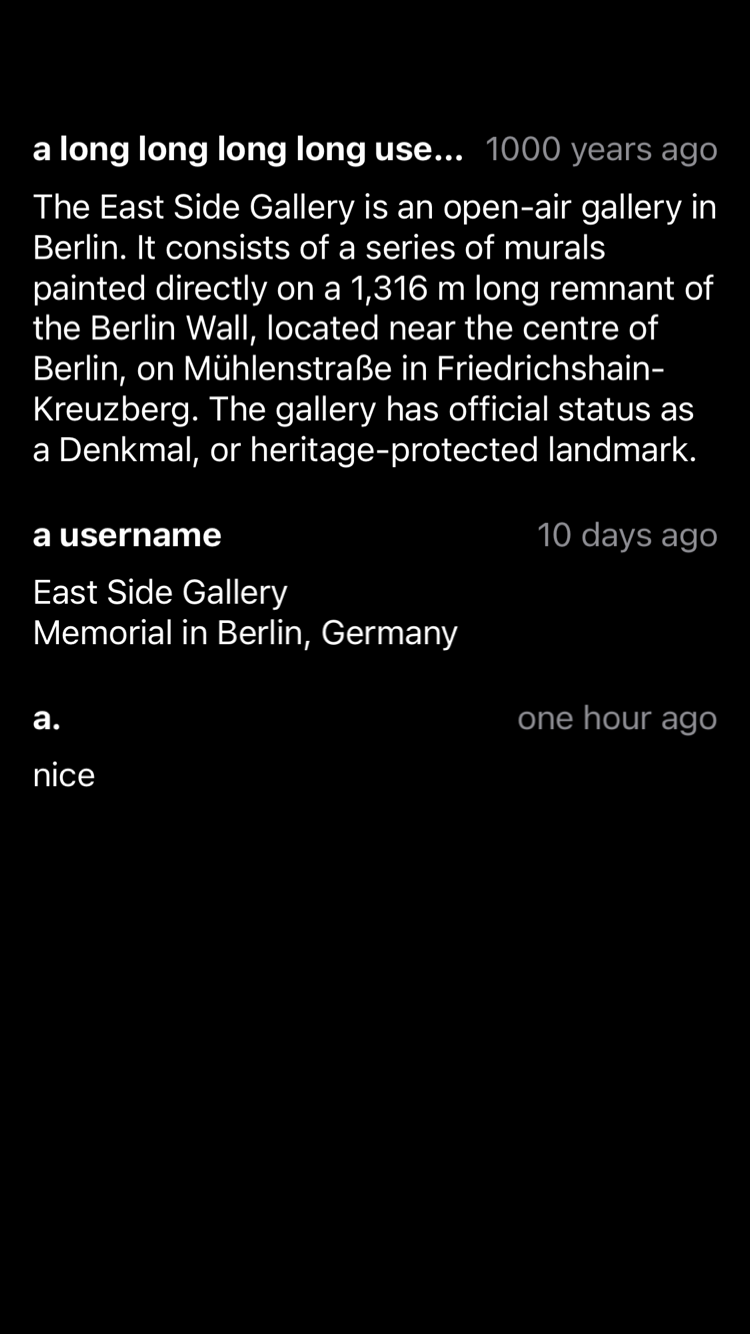 a long long long long use... 1000 years ago
The East Side Gallery is an open-air gallery in
Berlin. It consists of a series of murals
painted directly on a 1,316 m long remnant of
the Berlin Wall, located near the centre of
Berlin, on Mühlenstraße in Friedrichshain-
Kreuzberg. The gallery has official status as
a Denkmal, or heritage-protected landmark.
a username 10 days ago
East Side Gallery
Memorial in Berlin, Germany
a. one hour ago
nice